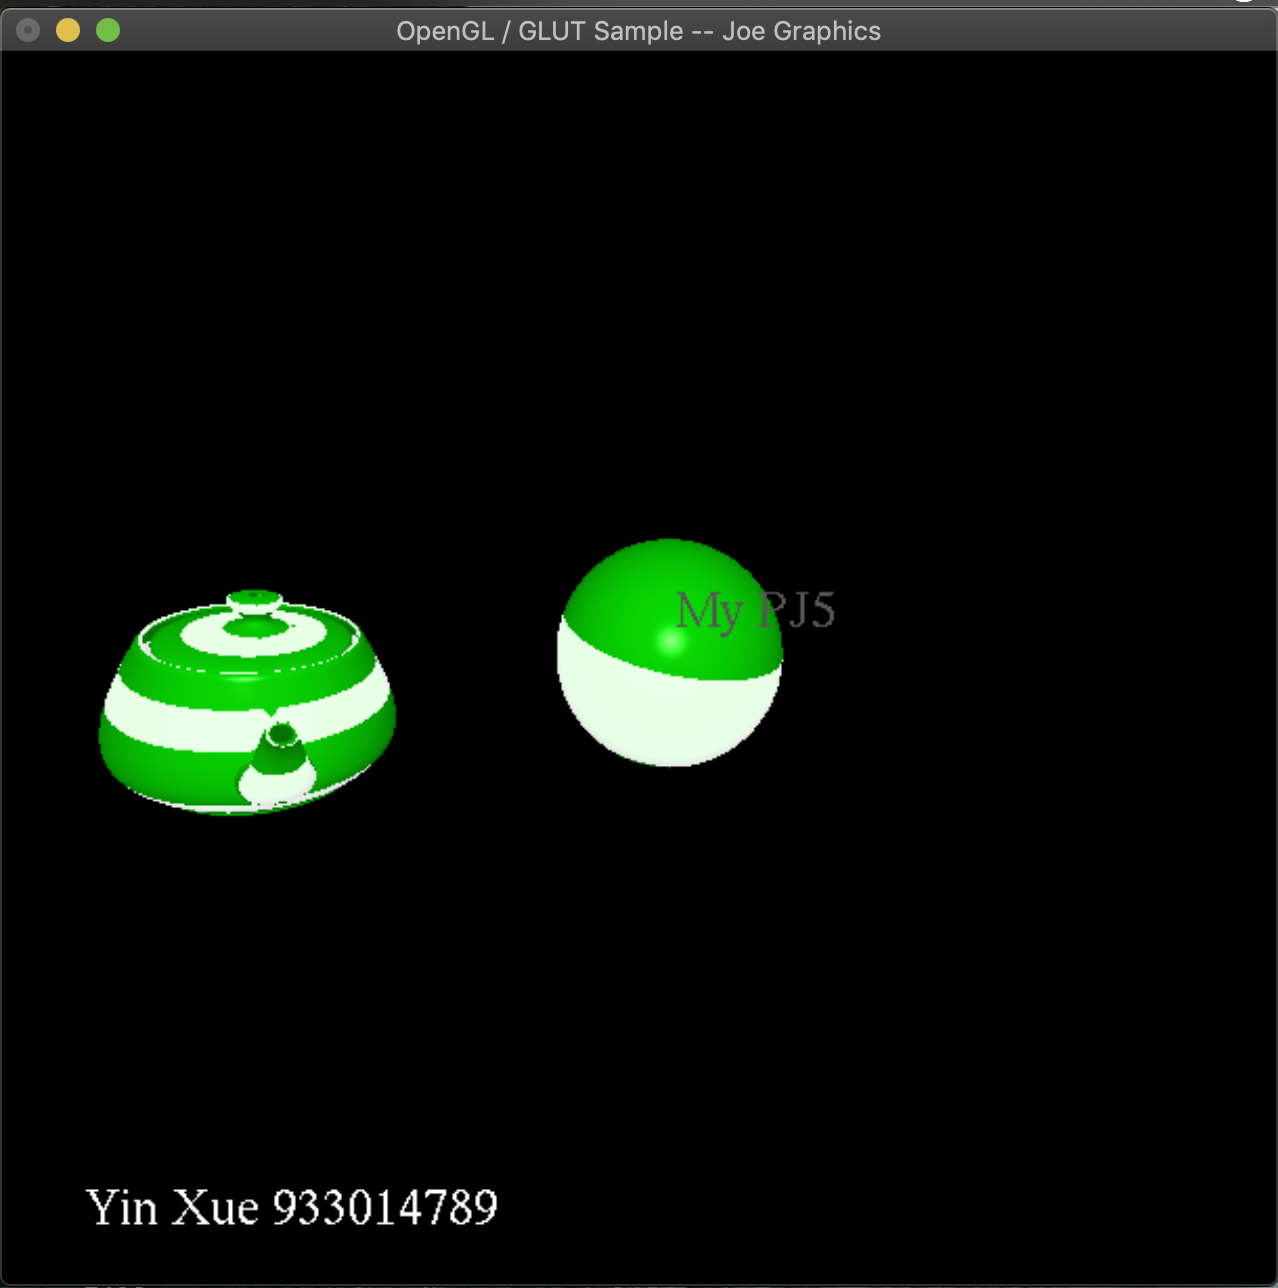 OpenGL / GLUT Sample -- Joe Graphics
My PJ5
Yin Xue 933014789